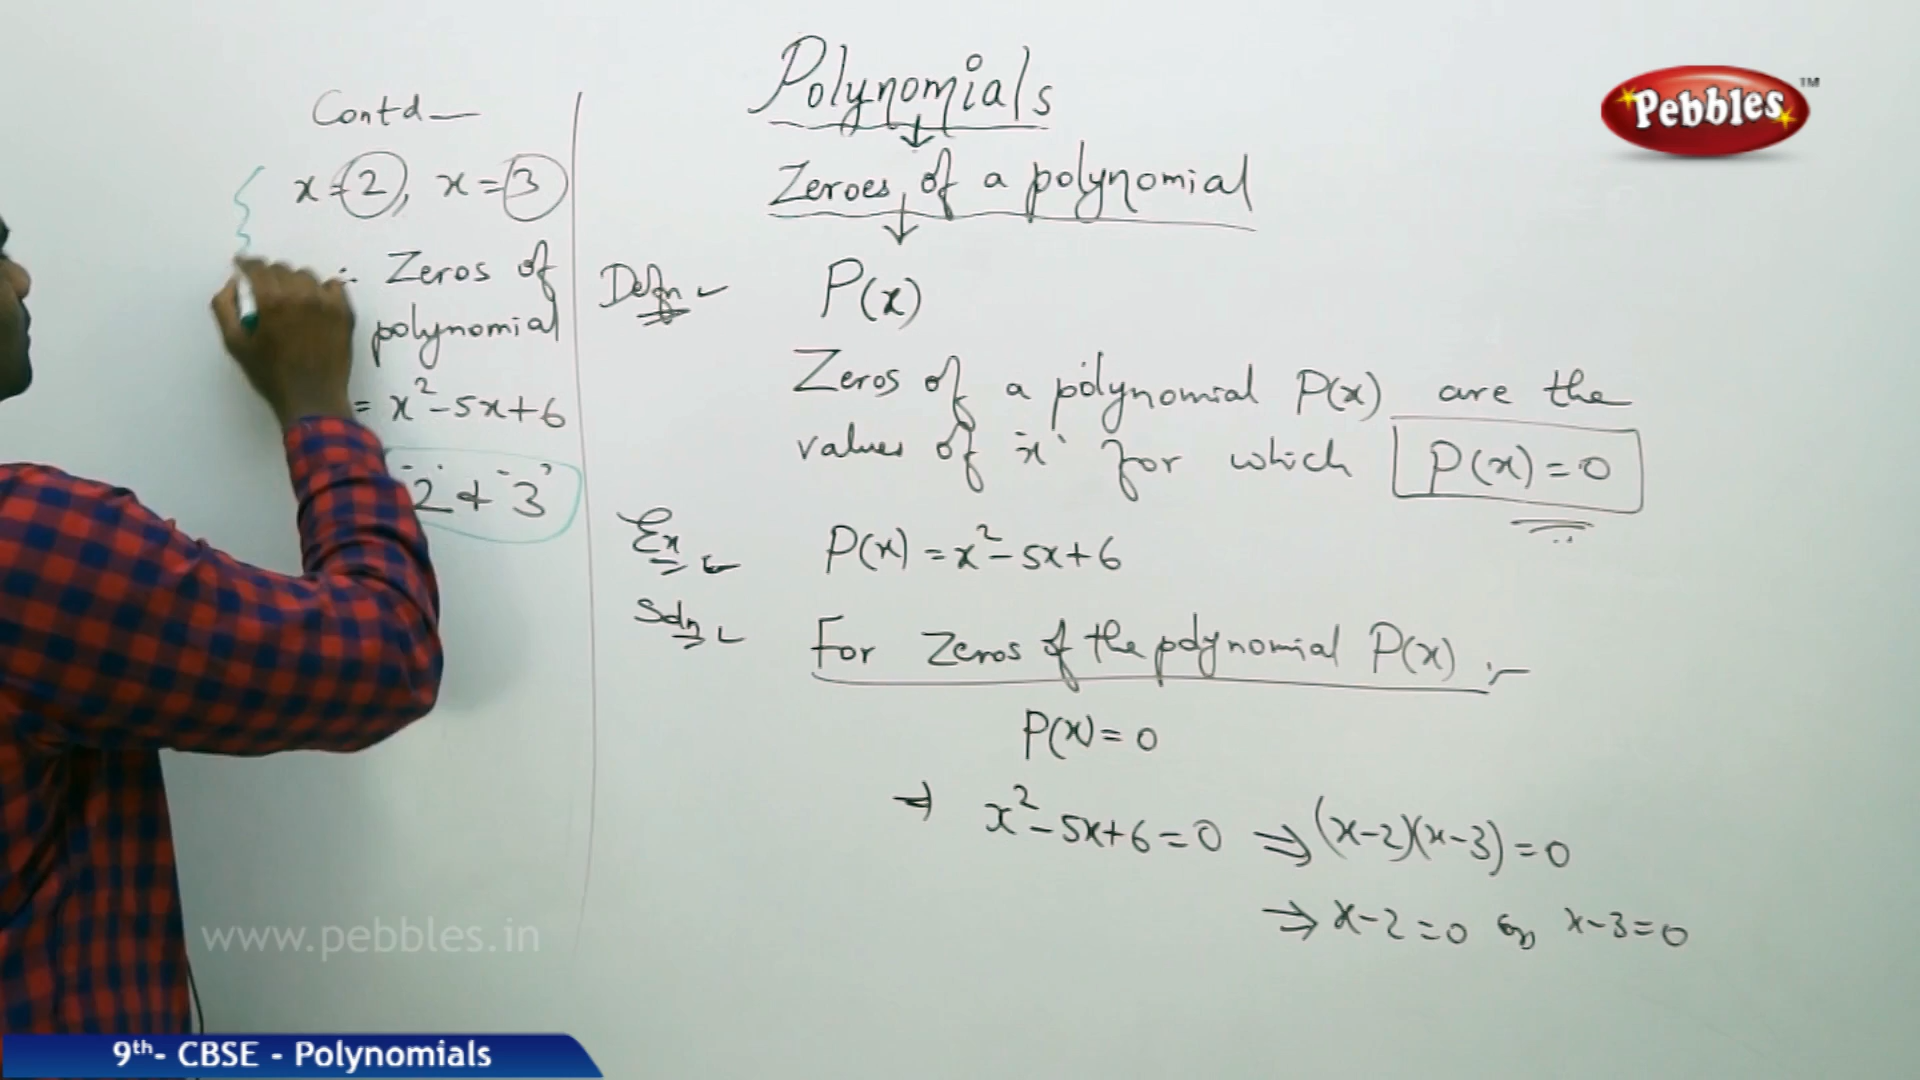 Polynomials
Zeroes of a polynomial
Defn
P(x)
Zeros of a polynomial P(x) are the
values of 'x' for which P(x) = 0
Ex
P(x) = x² - 5x + 6
Soln
For Zeros of the polynomial P(x) :-
P(x) = 0
→ x² - 5x + 6 = 0 ⇒ (x-2)(x-3) = 0
⇒ x-2 = 0 or x-3 = 0
Contd
x = 2, x = 3
∴ Zeros of
polynomial
= x² - 5x + 6
'2' & '3'
Pebbles™
www.pebbles.in
9th- CBSE - Polynomials